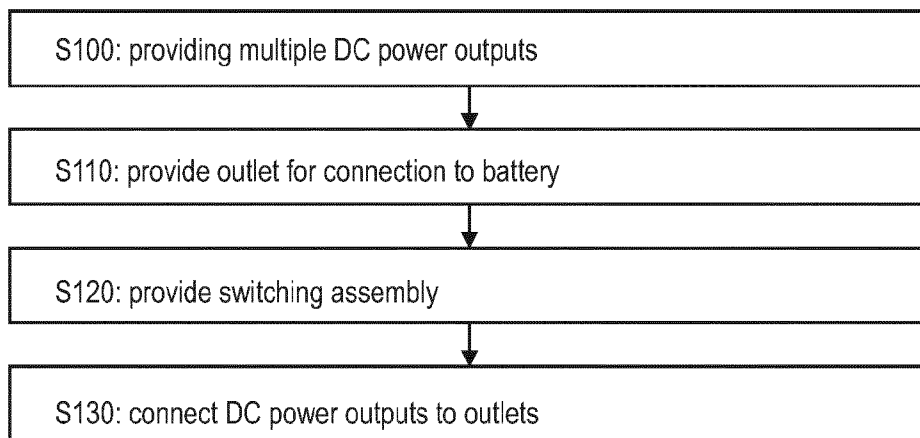 S100: providing multiple DC power outputs
S110: provide outlet for connection to battery
S120: provide switching assembly
S130: connect DC power outputs to outlets